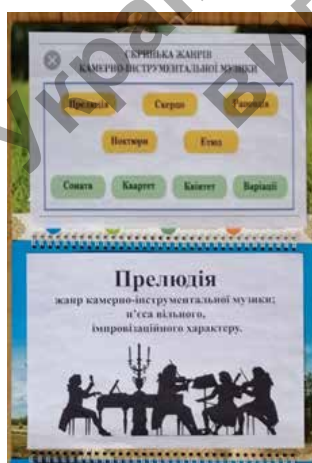 СКРИНЬКА ЖАНРІВ
КАМЕРНО-ІНСТРУМЕНТАЛЬНОЇ МУЗИКИ
Прелюдія Скерцо Рапсодія
Ноктюрн Етюд
Соната Квартет Квінтет Варіації
Прелюдія
жанр камерно-інструментальної музики;
п'єса вільного,
імпровізаційного характеру.